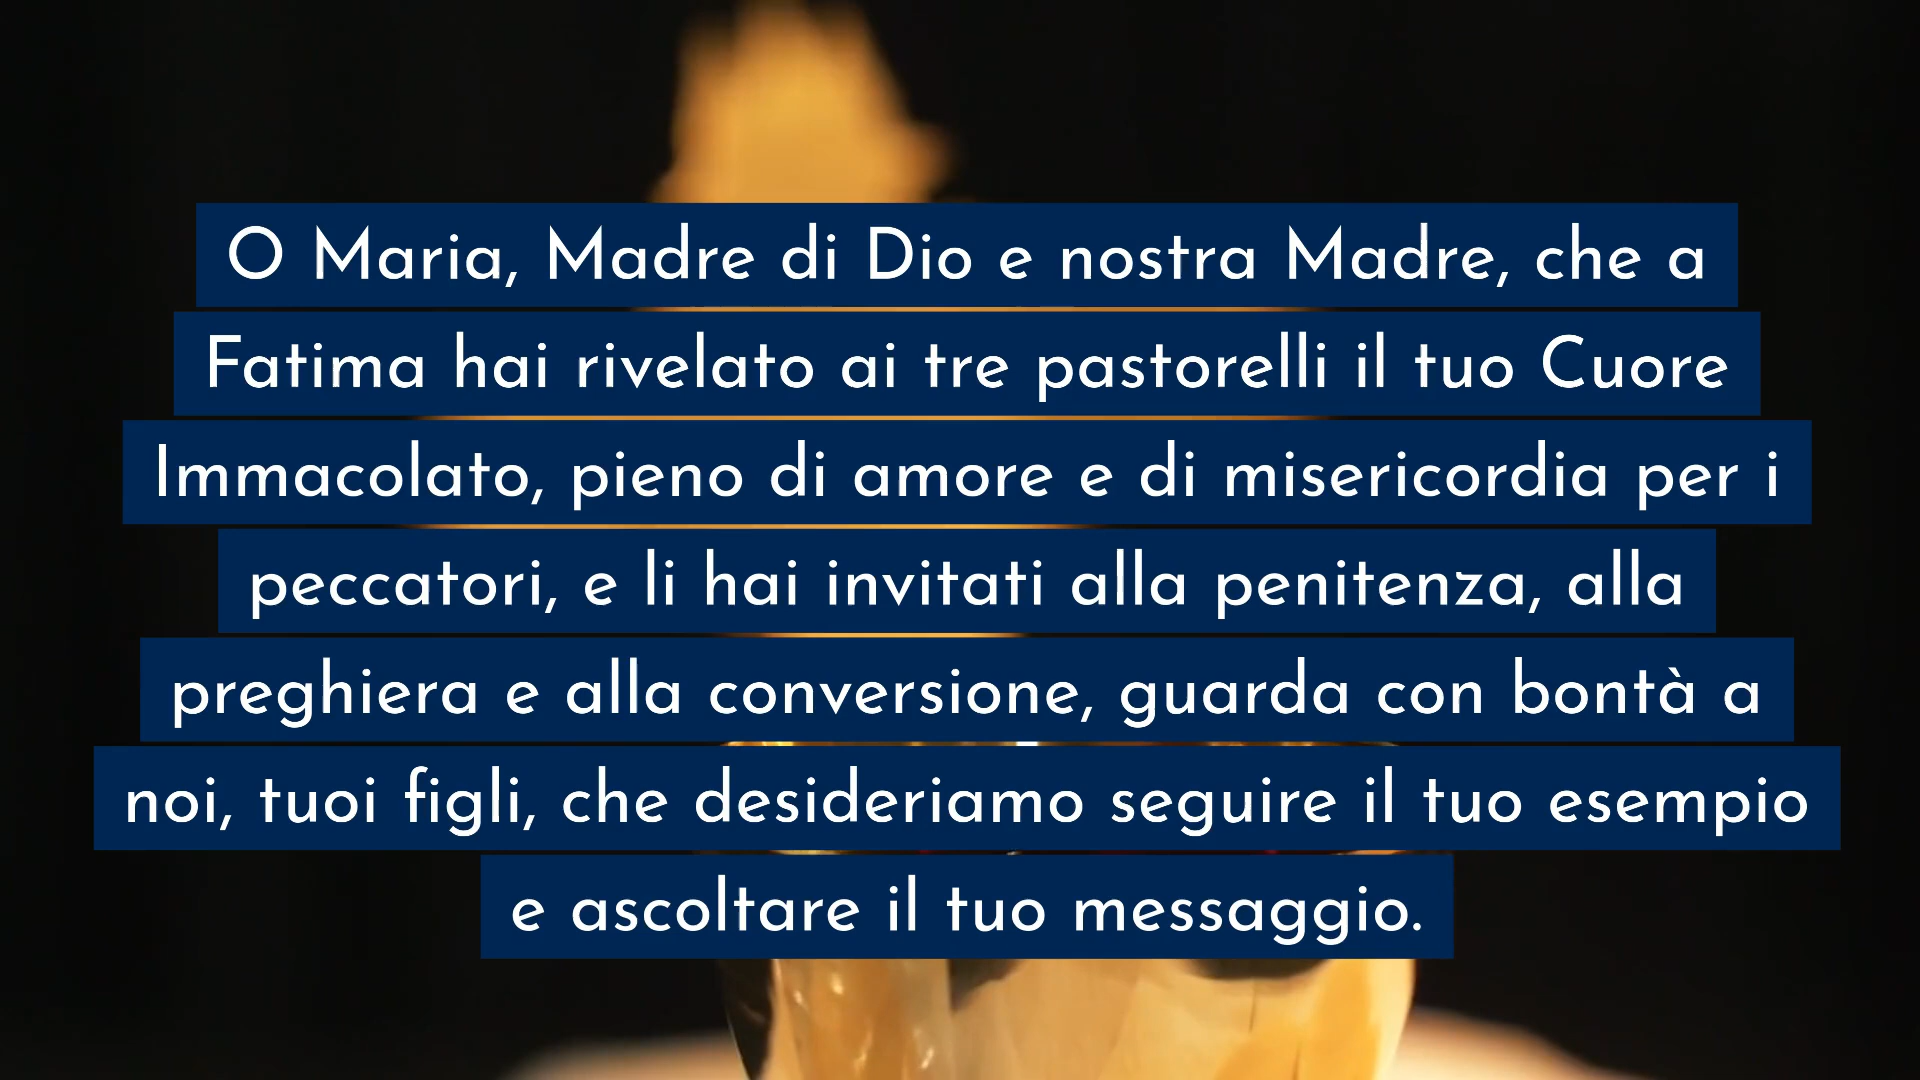 O Maria, Madre di Dio e nostra Madre, che a
Fatima hai rivelato ai tre pastorelli il tuo Cuore
Immacolato, pieno di amore e di misericordia per i
peccatori, e li hai invitati alla penitenza, alla
preghiera e alla conversione, guarda con bontà a
noi, tuoi figli, che desideriamo seguire il tuo esempio
e ascoltare il tuo messaggio.